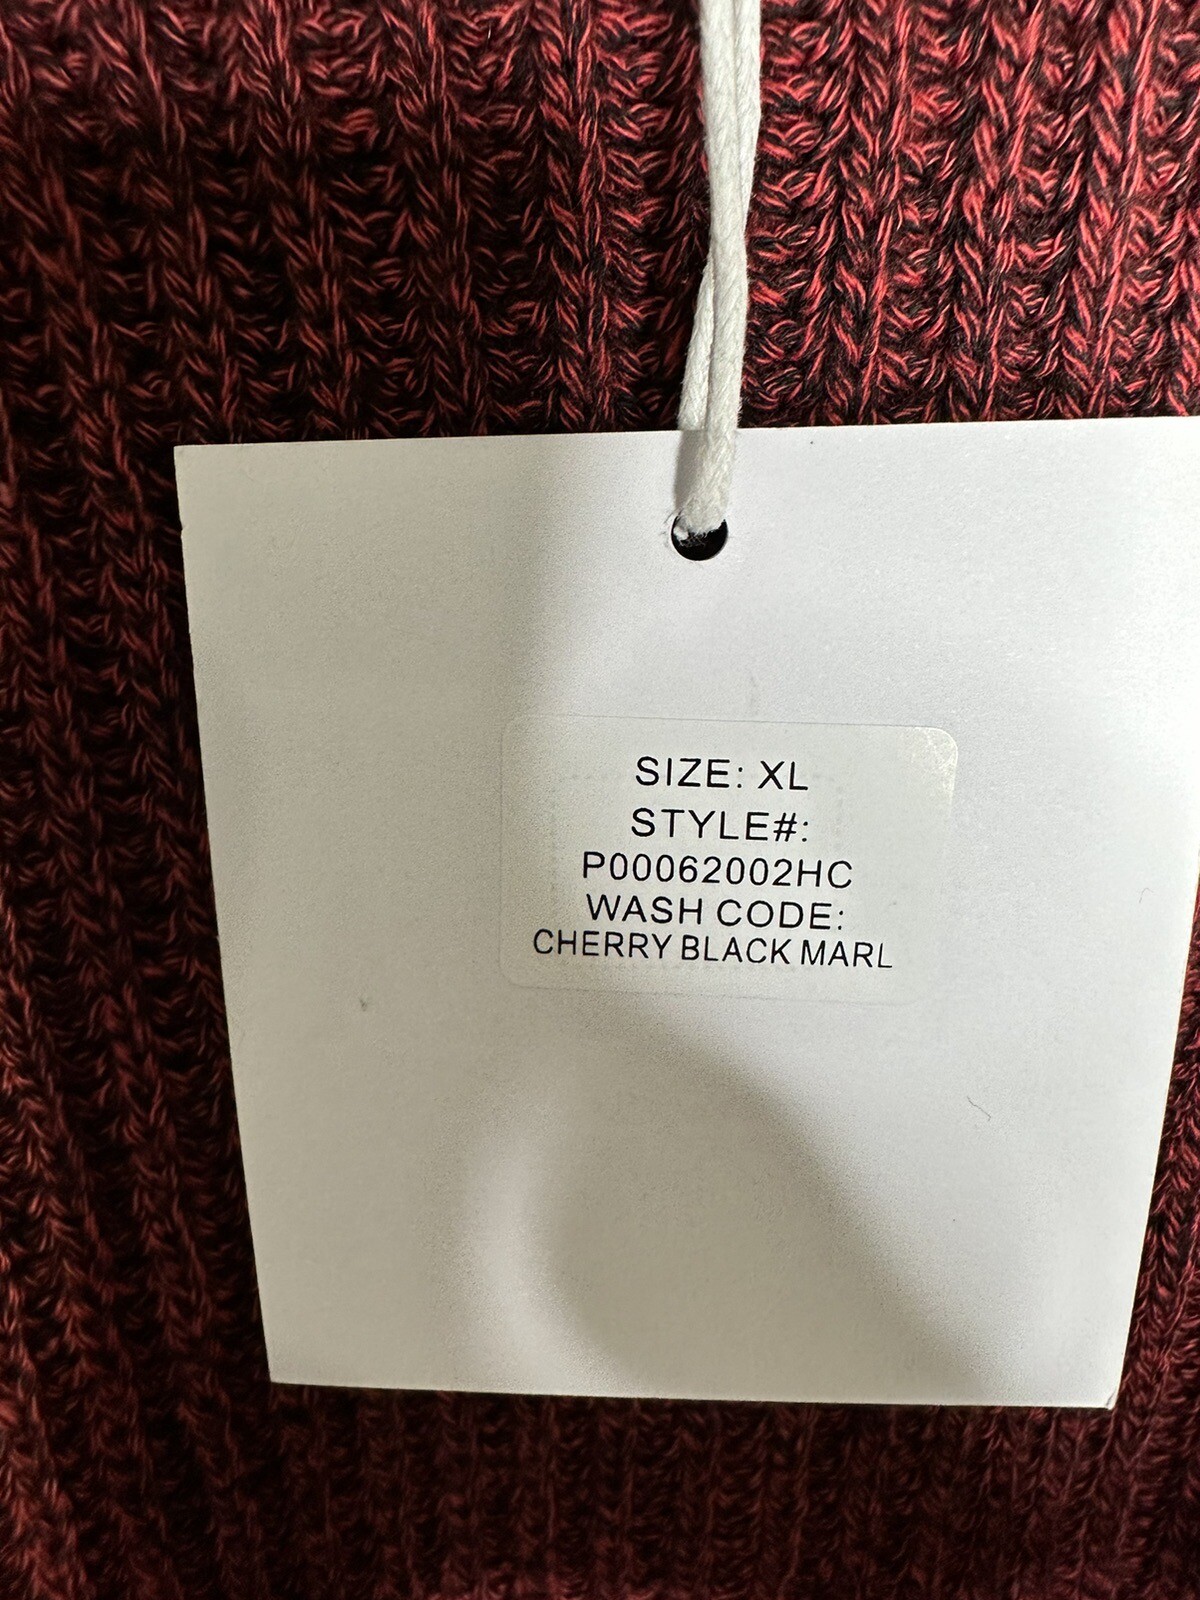 SIZE: XL
STYLE#:
P00062002HC
WASH CODE:
CHERRY BLACK MARL